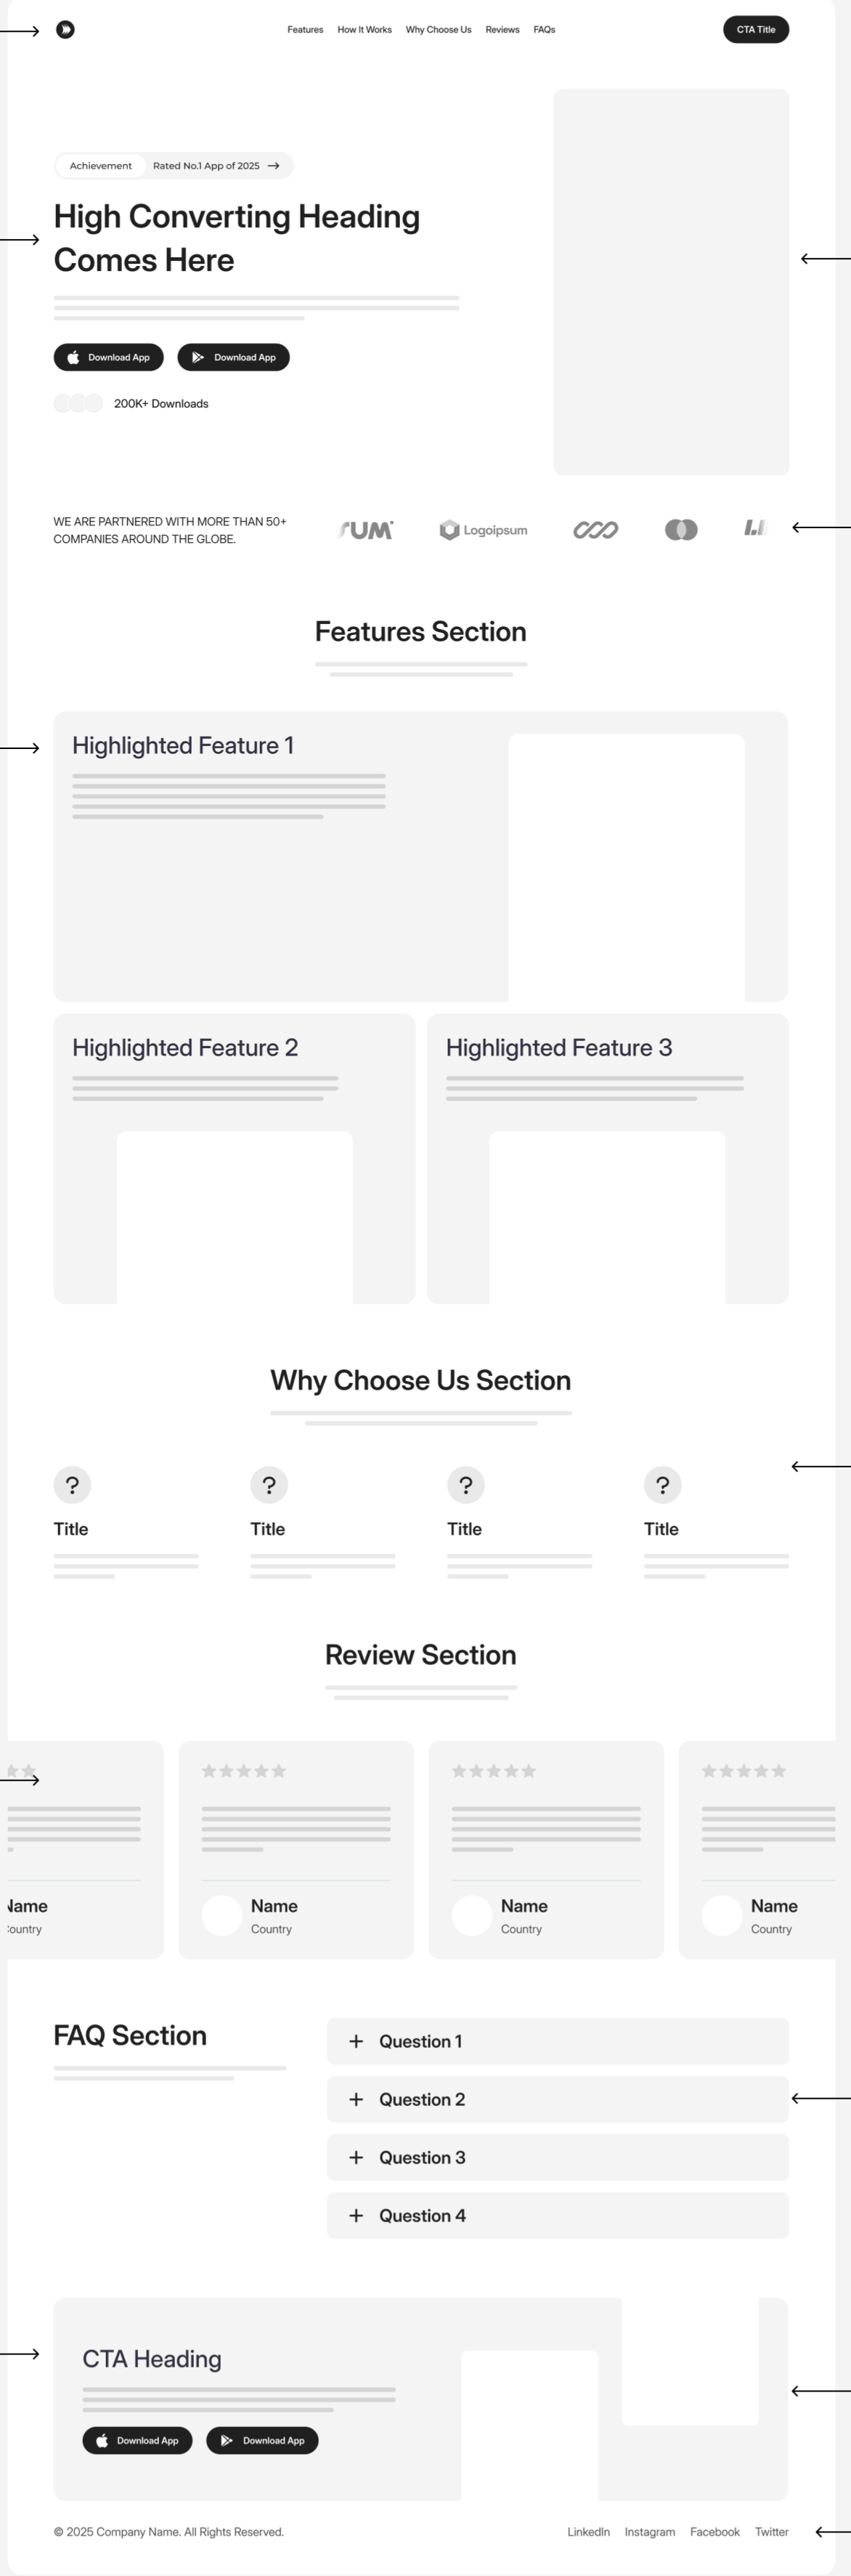 Features How It Works Why Choose Us Reviews FAQs CTA Title
Achievement Rated No.1 App of 2025
High Converting Heading
Comes Here
Download App Download App
200K+ Downloads
WE ARE PARTNERED WITH MORE THAN 50+
COMPANIES AROUND THE GLOBE.
Logoipsum
Features Section
Highlighted Feature 1
Highlighted Feature 2 Highlighted Feature 3
Why Choose Us Section
? ? ? ?
Title Title Title Title
Review Section
Name Name Name Name
Country Country Country Country
FAQ Section
Question 1
Question 2
Question 3
Question 4
CTA Heading
Download App Download App
© 2025 Company Name. All Rights Reserved. LinkedIn Instagram Facebook Twitter